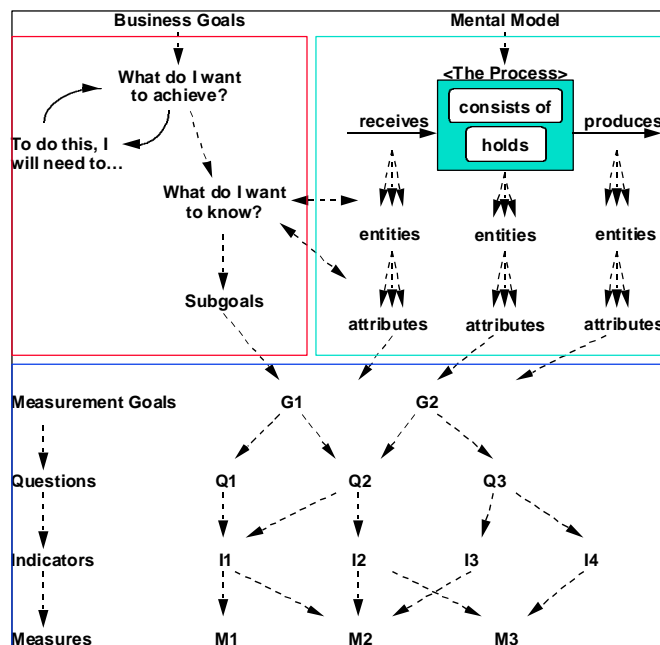 Business Goals
Mental Model
What do I want
to achieve?
<The Process>
consists of
receives
produces
holds
To do this, I
will need to...
What do I want
to know?
entities
entities
entities
Subgoals
attributes
attributes
attributes
Measurement Goals
G1
G2
Questions
Q1
Q2
Q3
Indicators
I1
I2
I3
I4
Measures
M1
M2
M3